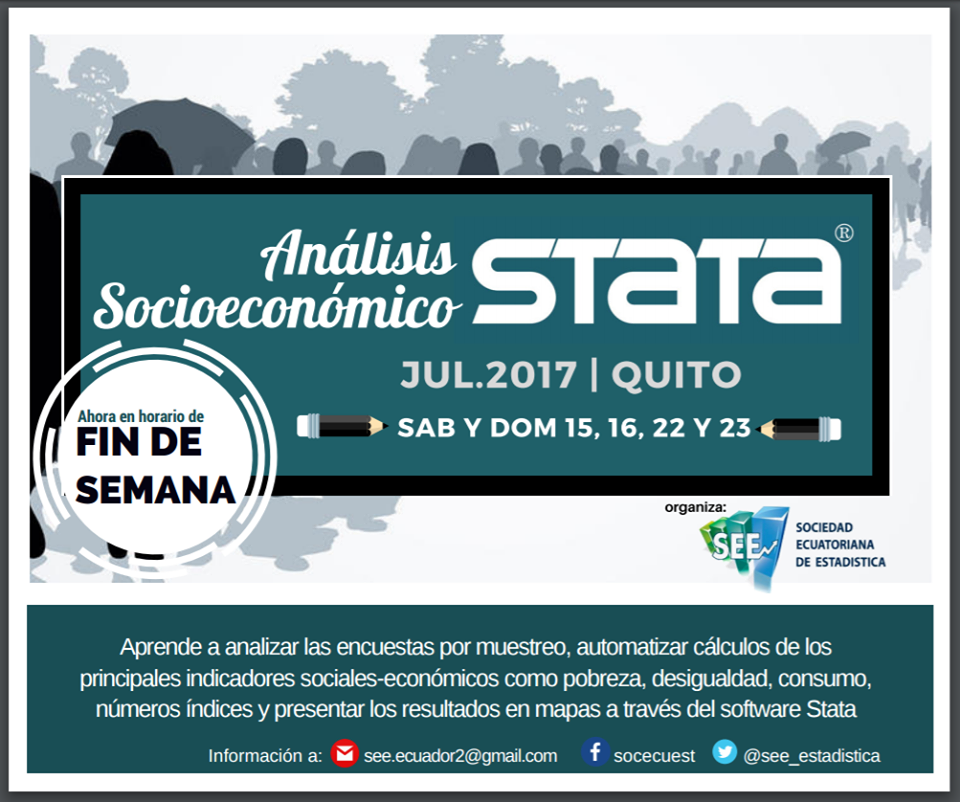 Análisis
Socioeconómico
STATA®
JUL.2017 | QUITO
SAB Y DOM 15, 16, 22 Y 23
Ahora en horario de
FIN DE
SEMANA
organiza:
SEE
SOCIEDAD
ECUATORIANA
DE ESTADISTICA
Aprende a analizar las encuestas por muestreo, automatizar cálculos de los
principales indicadores sociales-económicos como pobreza, desigualdad, consumo,
números índices y presentar los resultados en mapas a través del software Stata
Información a: see.ecuador2@gmail.com f socecuest @see_estadistica